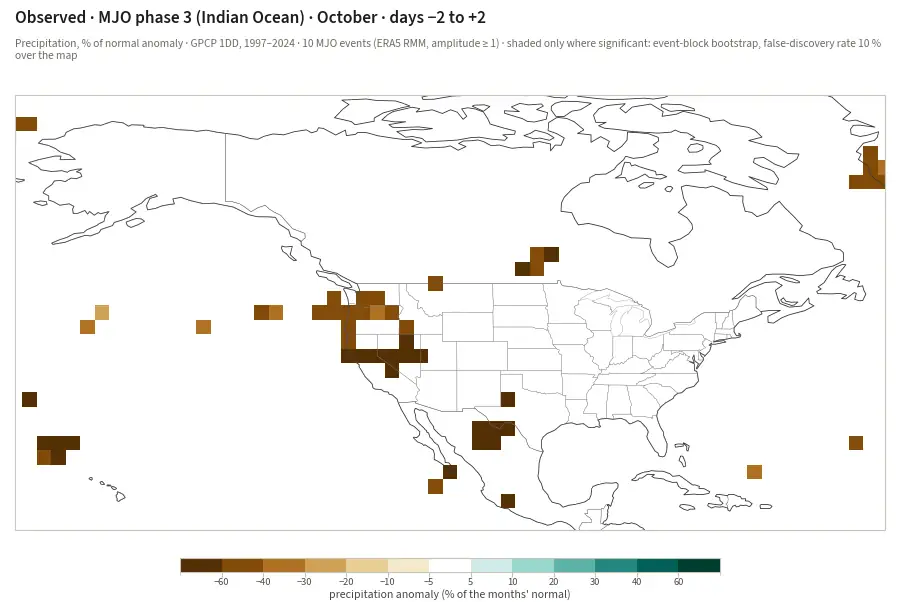 Observed · MJO phase 3 (Indian Ocean) · October · days −2 to +2
Precipitation, % of normal anomaly · GPCP 1DD, 1997–2024 · 10 MJO events (ERA5 RMM, amplitude ≥ 1) · shaded only where significant: event-block bootstrap, false-discovery rate 10 %
over the map
−60 −40 −30 −20 −10 −5 5 10 20 30 40 60
precipitation anomaly (% of the months' normal)